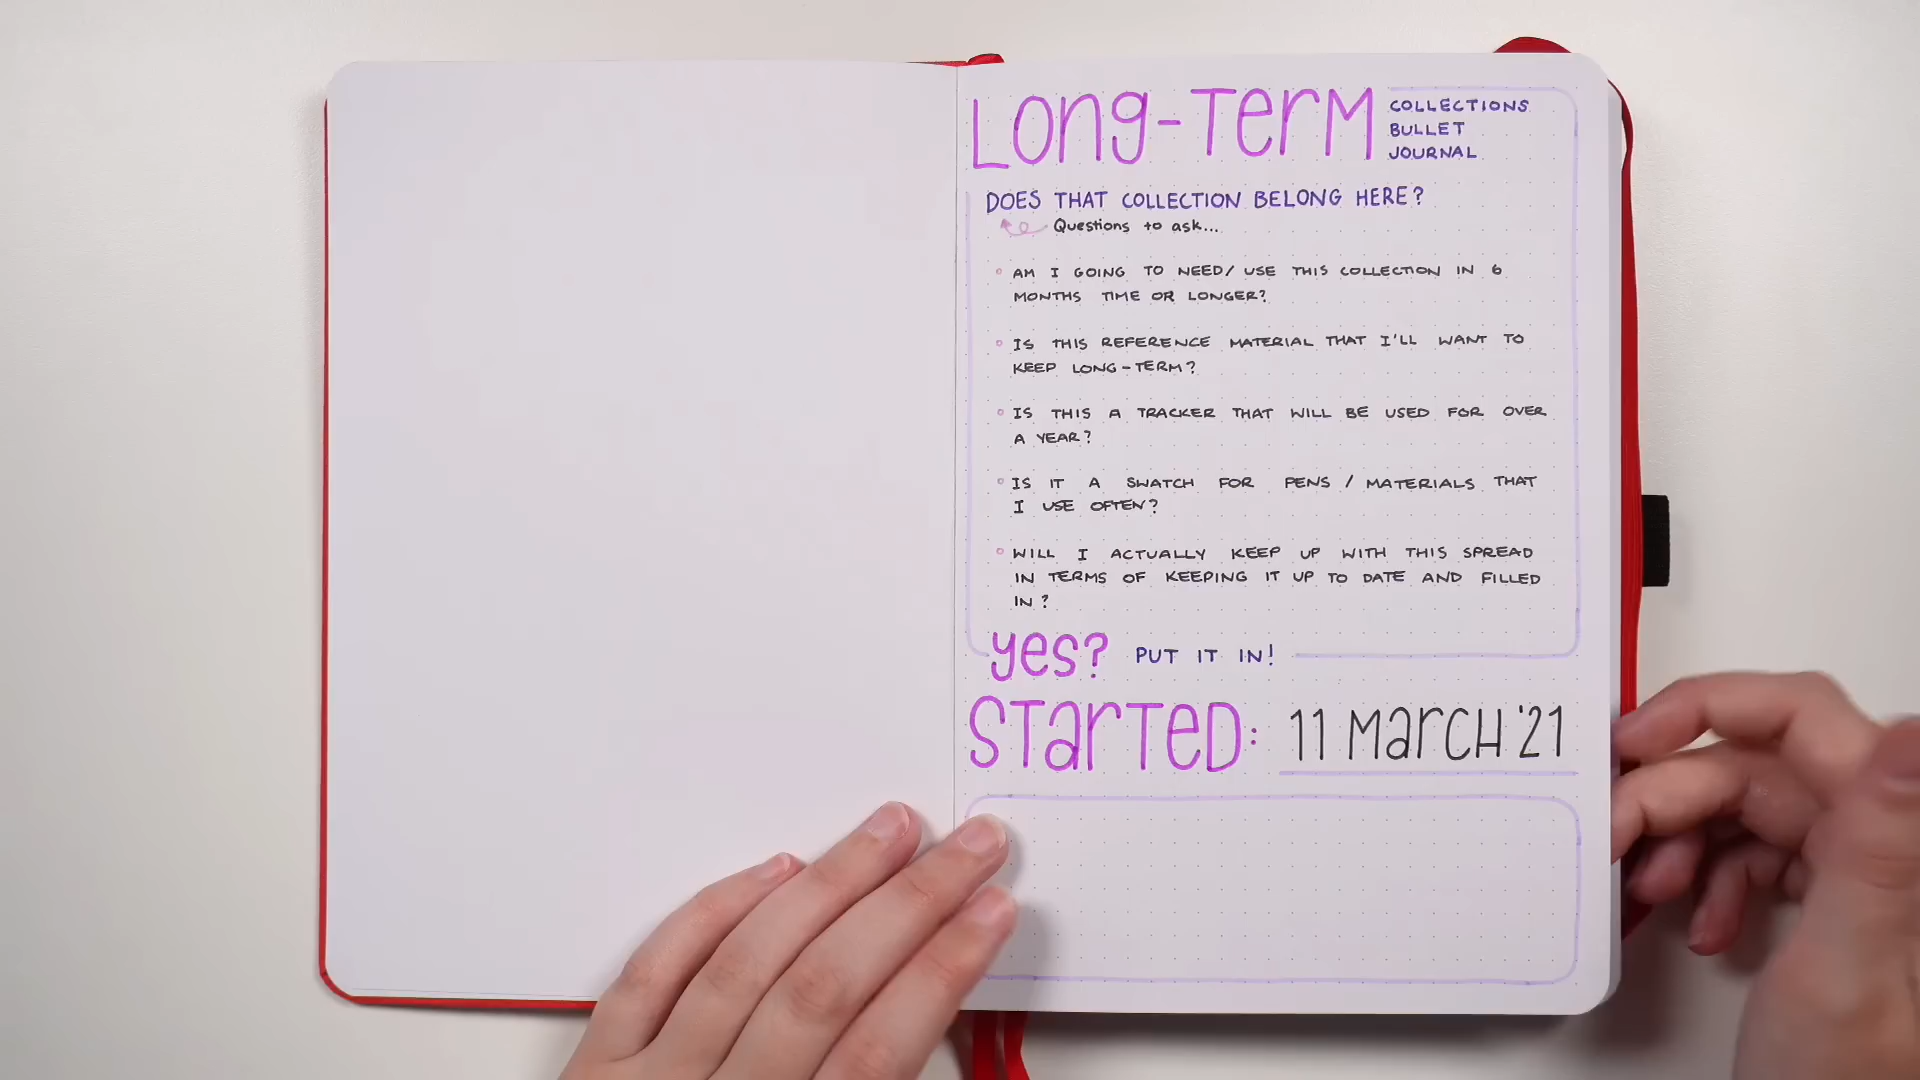 LONG-TERM
COLLECTIONS
BULLET
JOURNAL
DOES THAT COLLECTION BELONG HERE?
Questions to ask...
AM I GOING TO NEED/ USE THIS COLLECTION IN 6
MONTHS TIME OR LONGER?
IS THIS REFERENCE MATERIAL THAT I'LL WANT TO
KEEP LONG-TERM?
IS THIS A TRACKER THAT WILL BE USED FOR OVER
A YEAR?
IS IT A SWATCH FOR PENS / MATERIALS THAT
I USE OFTEN?
WILL I ACTUALLY KEEP UP WITH THIS SPREAD
IN TERMS OF KEEPING IT UP TO DATE AND FILLED
IN?
yes? PUT IT IN!
STARTED: 11 MARCH '21